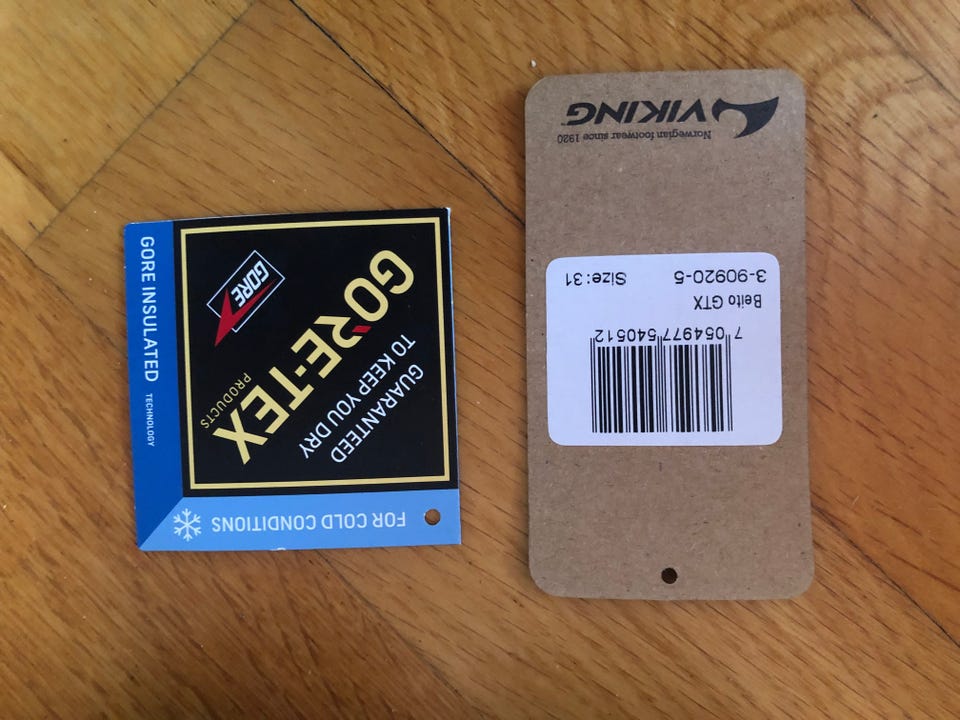 FOR COLD CONDITIONS
GORE INSULATED TECHNOLOGY
GORE
GORE-TEX
PRODUCTS
GUARANTEED
TO KEEP YOU DRY
VIKING
Norwegian footwear since 1920
3-90920-5 Size: 31
Beito GTX
7 054977 540512